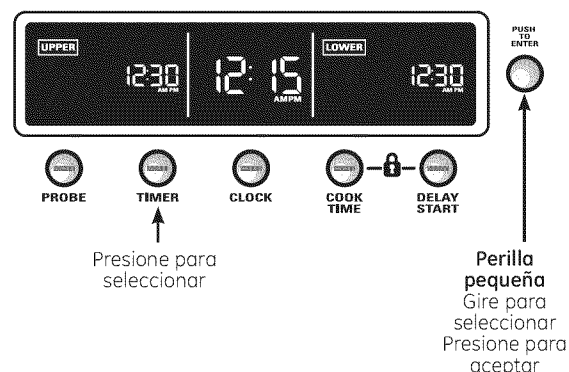 PUSH
TO
ENTER
UPPER
LOWER
12:30
AM PM
12:15
AM PM
12:30
AM PM
PROBE
TIMER
CLOCK
COOK
TIME
DELAY
START
Presione para
seleccionar
Perilla
pequeña
Gire para
seleccionar
Presione para
aceptar